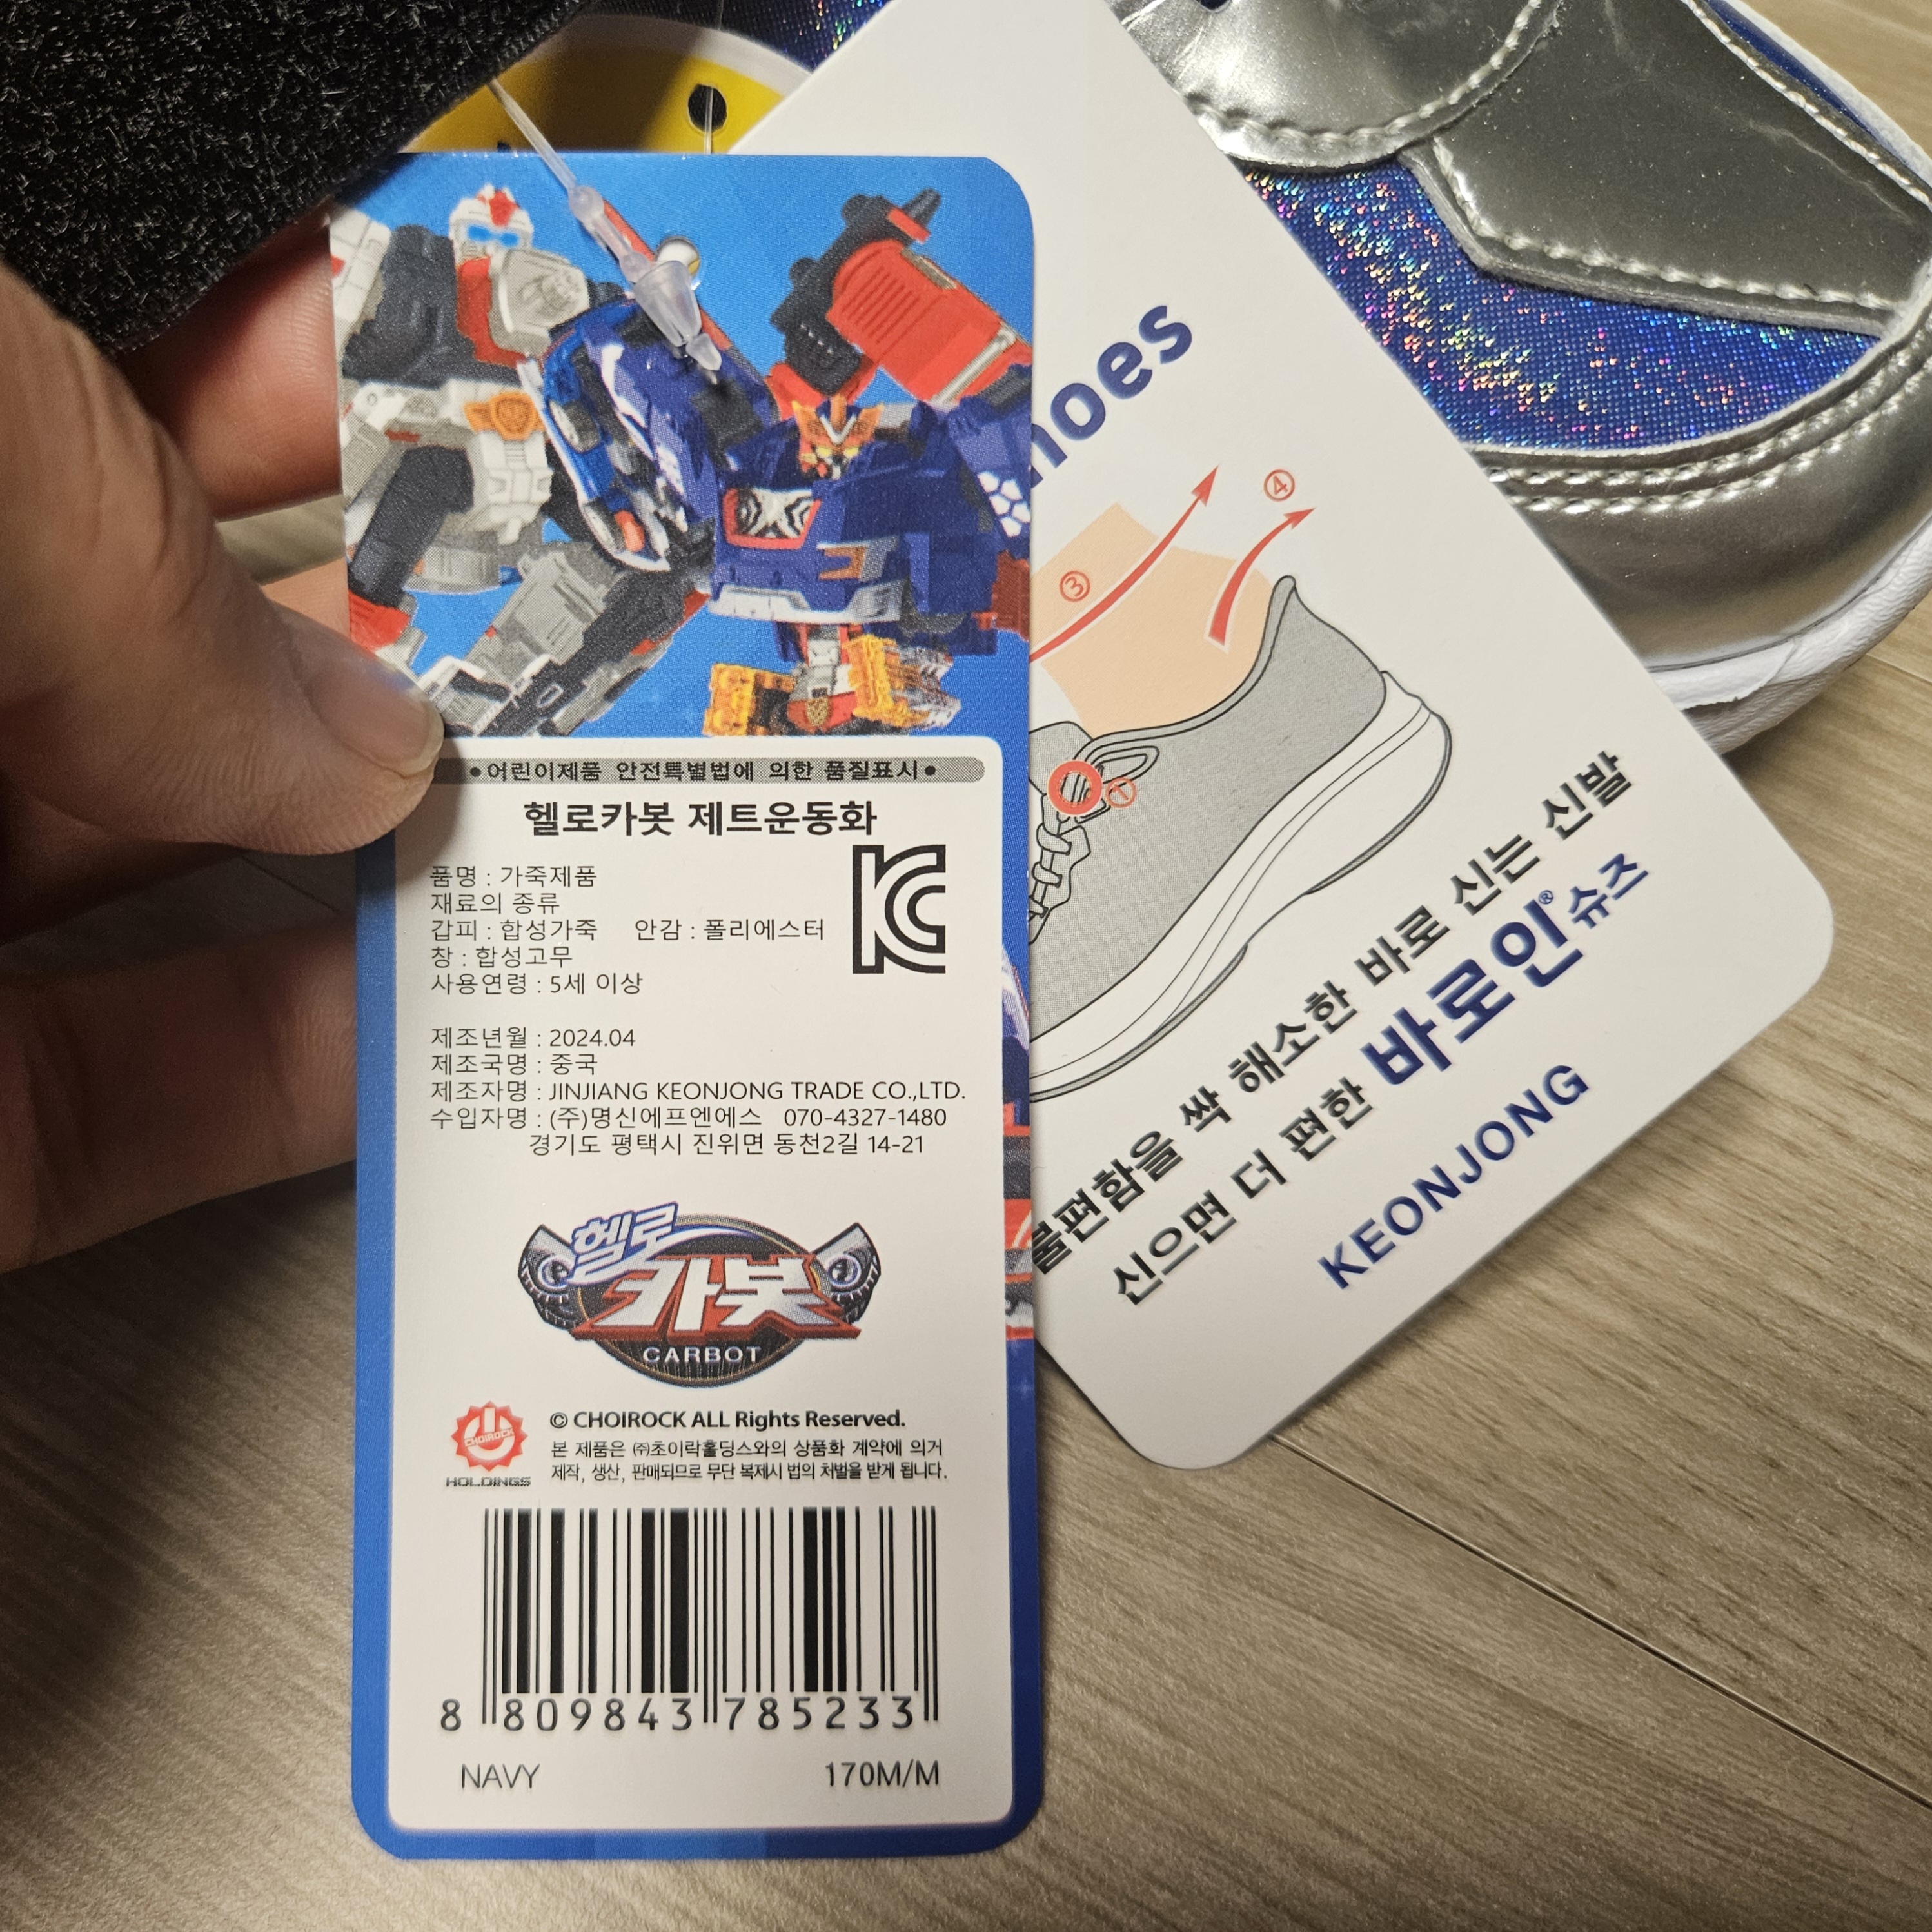 •어린이제품 안전특별법에 의한 품질표시•
헬로카봇 제트운동화
품명 : 가죽제품
재료의 종류
갑피 : 합성가죽 안감 : 폴리에스터
창 : 합성고무
사용연령 : 5세 이상
제조년월 : 2024.04
제조국명 : 중국
제조자명 : JINJIANG KEONJONG TRADE CO.,LTD.
수입자명 : (주)명신에프엔에스 070-4327-1480
경기도 평택시 진위면 동천2길 14-21
헬로
카봇
CARBOT
CHOIROCK
HOLDINGS
© CHOIROCK ALL Rights Reserved.
본 제품은 ㈜초이락홀딩스와의 상품화 계약에 의거
제작, 생산, 판매되므로 무단 복제시 법의 처벌을 받게 됩니다.
8 809843 785233
NAVY 170M/M
hoes
③
④
①
불편함을 싹 해소한 바로 신는 신발
신으면 더 편한 바로인® 슈즈
KEONJONG